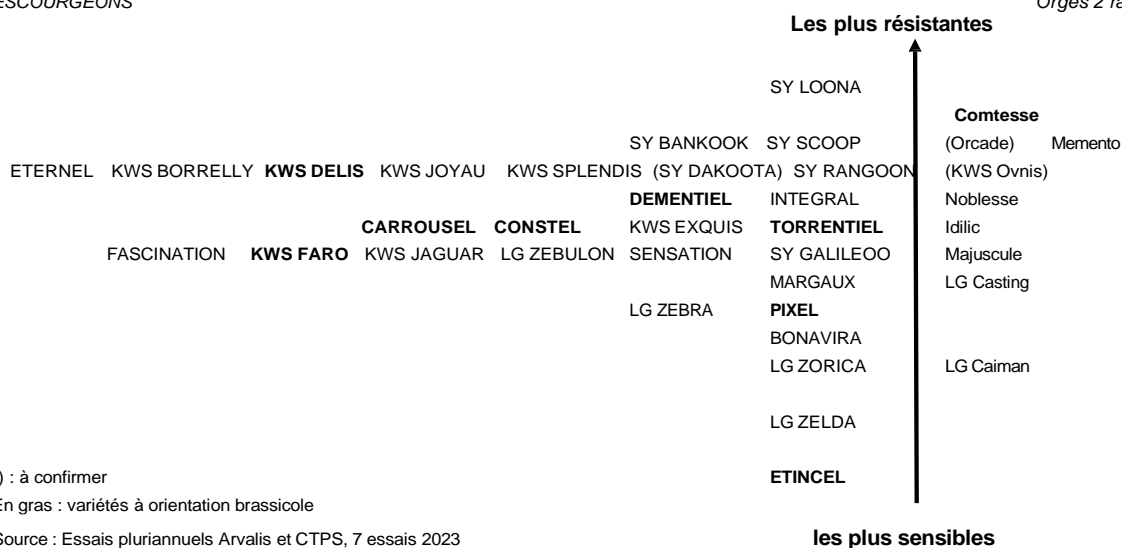 ESCOURGEONS Orges 2 ra
Les plus résistantes
SY LOONA
Comtesse
SY BANKOOK SY SCOOP (Orcade) Memento
ETERNEL KWS BORRELLY KWS DELIS KWS JOYAU KWS SPLENDIS (SY DAKOOTA) SY RANGOON (KWS Ovnis)
DEMENTIEL INTEGRAL Noblesse
CARROUSEL CONSTEL KWS EXQUIS TORRENTIEL Idilic
FASCINATION KWS FARO KWS JAGUAR LG ZEBULON SENSATION SY GALILEOO Majuscule
MARGAUX LG Casting
LG ZEBRA PIXEL
BONAVIRA
LG ZORICA LG Caiman
LG ZELDA
) : à confirmer ETINCEL
En gras : variétés à orientation brassicole
Source : Essais pluriannuels Arvalis et CTPS, 7 essais 2023 les plus sensibles